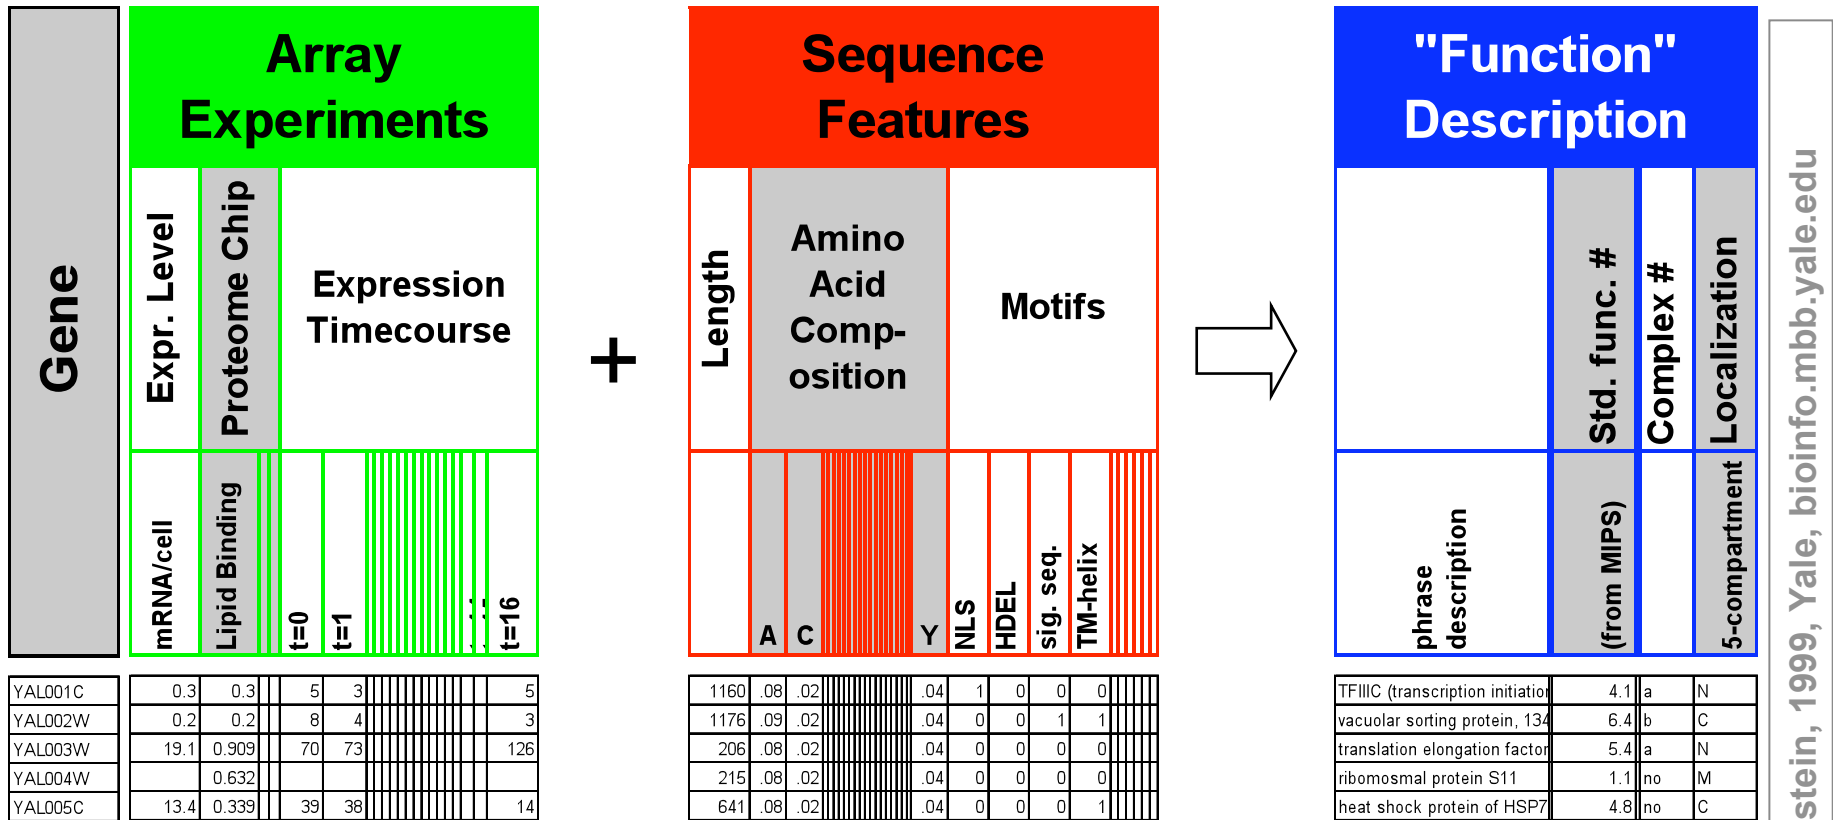 Gene
Array
Experiments
Expr. Level
Proteome Chip
Expression
Timecourse
mRNA/cell
Lipid Binding
t=0
t=1
t=16
+
Sequence
Features
Length
Amino
Acid
Comp-
osition
Motifs
A
C
Y
NLS
HDEL
sig. seq.
TM-helix
"Function"
Description
Std. func. #
Complex #
Localization
phrase
description
(from MIPS)
5-compartment
YAL001C 0.3 0.3 5 3 5 1160 .08 .02 .04 1 0 0 0 TFIIIC (transcription initiation 4.1 a N
YAL002W 0.2 0.2 8 4 3 1176 .09 .02 .04 0 0 1 1 vacuolar sorting protein, 134 6.4 b C
YAL003W 19.1 0.909 70 73 126 206 .08 .02 .04 0 0 0 0 translation elongation factor 5.4 a N
YAL004W 0.632 215 .08 .02 .04 0 0 0 0 ribomosmal protein S11 1.1 no M
YAL005C 13.4 0.339 39 38 14 641 .08 .02 .04 0 0 0 1 heat shock protein of HSP7 4.8 no C
stein, 1999, Yale, bioinfo.mbb.yale.edu